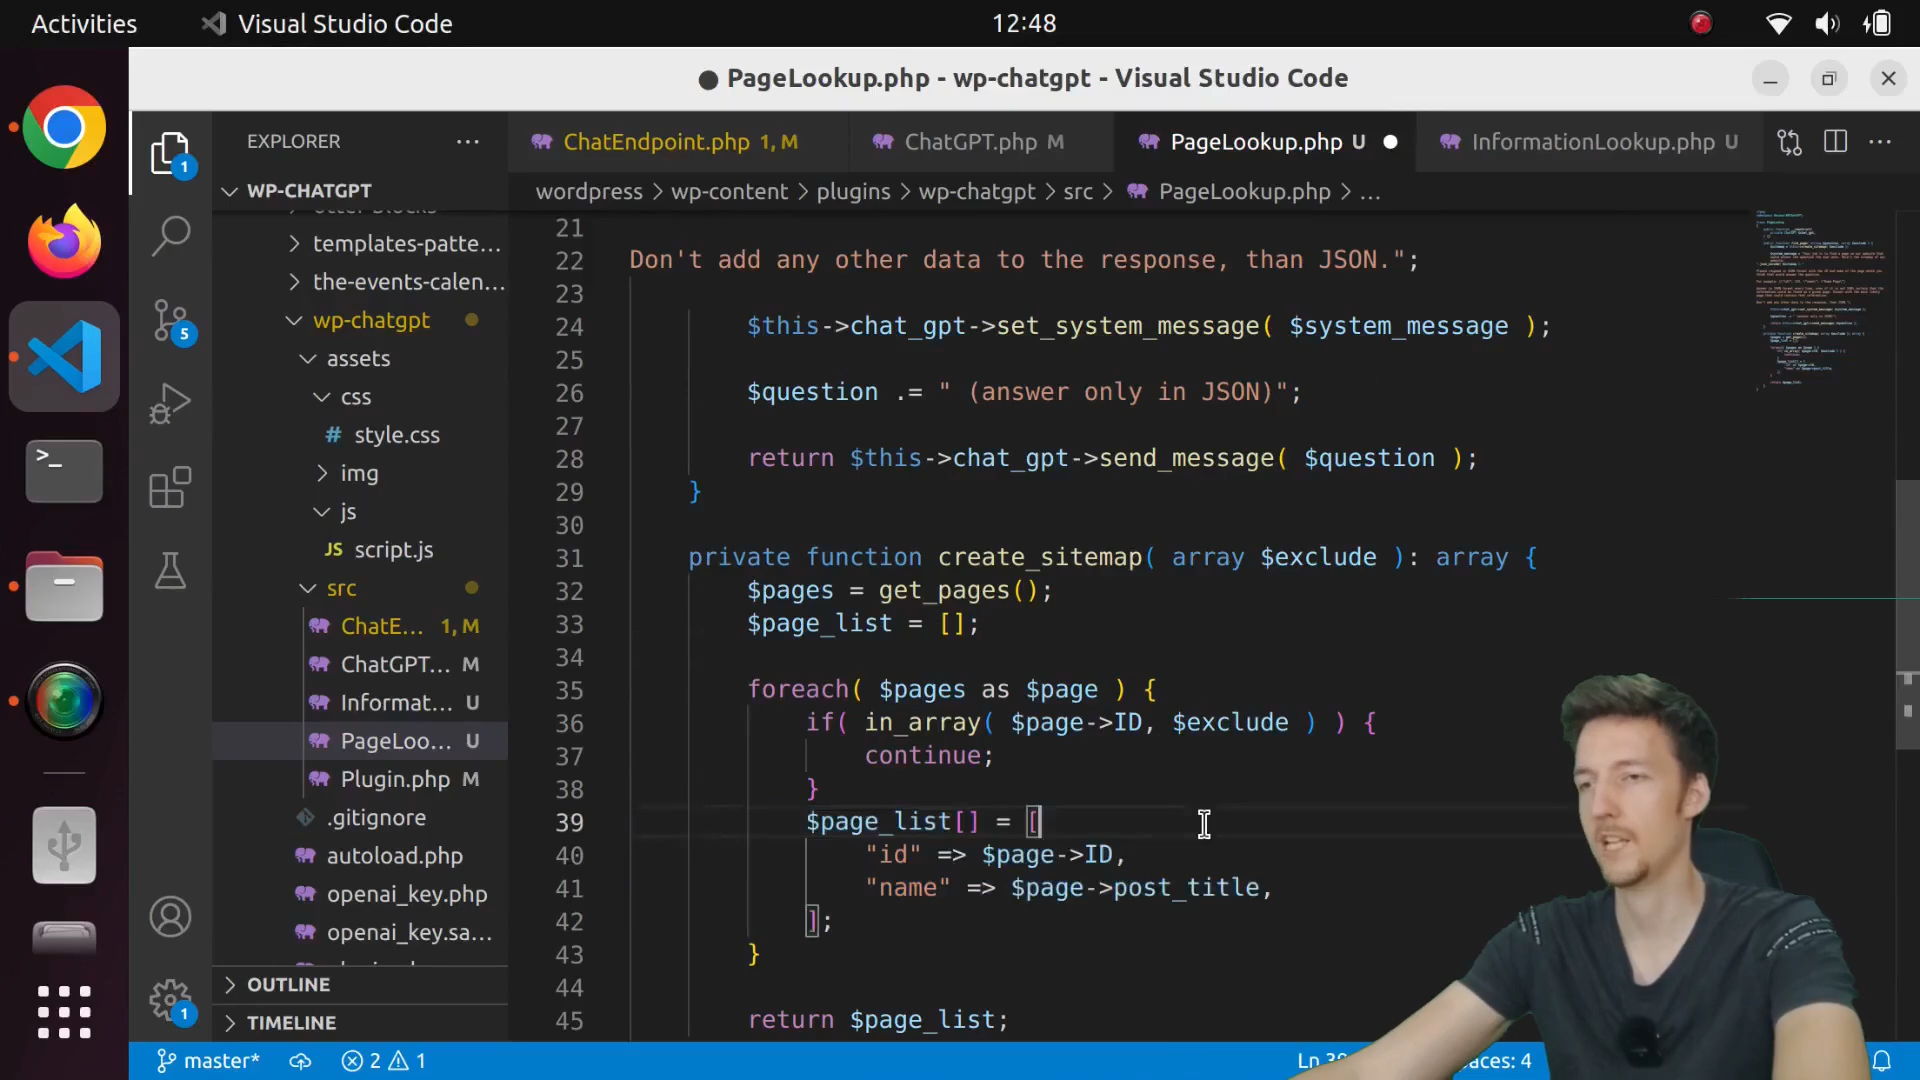 Activities
Visual Studio Code
12:48
PageLookup.php - wp-chatgpt - Visual Studio Code
EXPLORER
ChatEndpoint.php 1, M
ChatGPT.php M
PageLookup.php U
InformationLookup.php U
WP-CHATGPT
wordpress > wp-content > plugins > wp-chatgpt > src > PageLookup.php > ...
templates-patte...
the-events-calen...
wp-chatgpt
assets
css
# style.css
img
js
JS script.js
src
ChatE... 1, M
ChatGPT... M
Informat... U
PageLoo... U
Plugin.php M
.gitignore
autoload.php
openai_key.php
openai_key.sa...
OUTLINE
TIMELINE
1
5
1
21
22 Don't add any other data to the response, than JSON.";
23
24 $this->chat_gpt->set_system_message( $system_message );
25
26 $question .= " (answer only in JSON)";
27
28 return $this->chat_gpt->send_message( $question );
29 }
30
31 private function create_sitemap( array $exclude ): array {
32 $pages = get_pages();
33 $page_list = [];
34
35 foreach( $pages as $page ) {
36 if( in_array( $page->ID, $exclude ) ) {
37 continue;
38 }
39 $page_list[] = [
40 "id" => $page->ID,
41 "name" => $page->post_title,
42 ];
43 }
44
45 return $page_list;
master* 2 1